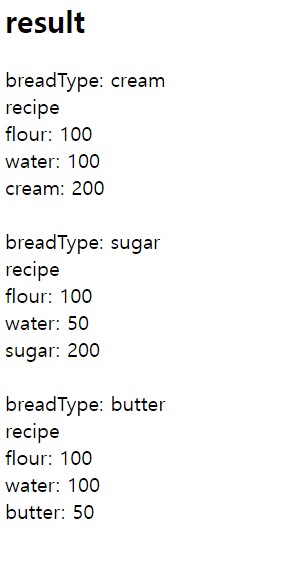 result
breadType: cream
recipe
flour: 100
water: 100
cream: 200
breadType: sugar
recipe
flour: 100
water: 50
sugar: 200
breadType: butter
recipe
flour: 100
water: 100
butter: 50